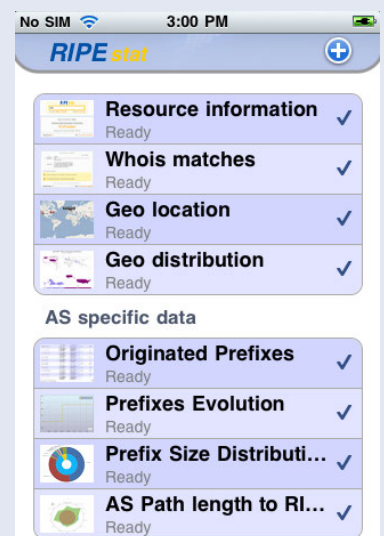 No SIM 3:00 PM
RIPE stat
Resource information
Ready
Whois matches
Ready
Geo location
Ready
Geo distribution
Ready
AS specific data
Originated Prefixes
Ready
Prefixes Evolution
Ready
Prefix Size Distributi...
Ready
AS Path length to RI...
Ready